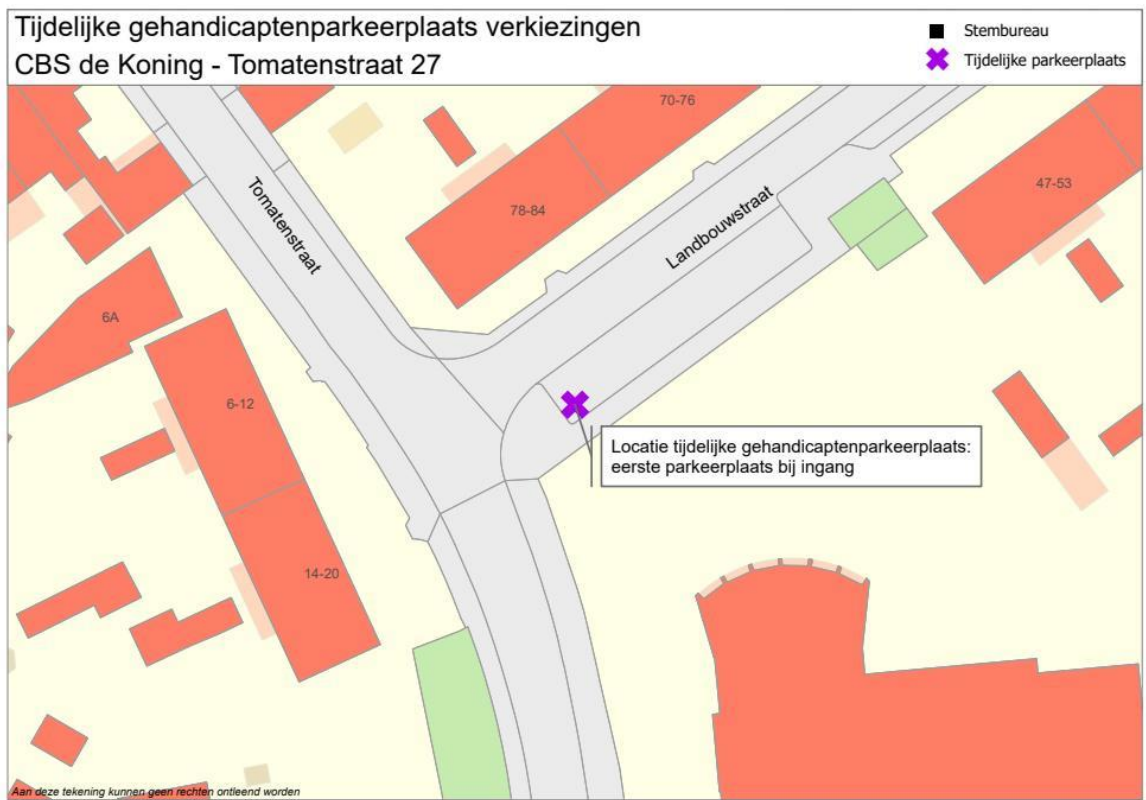 Tijdelijke gehandicaptenparkeerplaats verkiezingen
CBS de Koning - Tomatenstraat 27
Stembureau
Tijdelijke parkeerplaats
70-76
Tomatenstraat
78-84
Landbouwstraat
47-53
6A
6-12
Locatie tijdelijke gehandicaptenparkeerplaats:
eerste parkeerplaats bij ingang
14-20
Aan deze tekening kunnen geen rechten ontleend worden